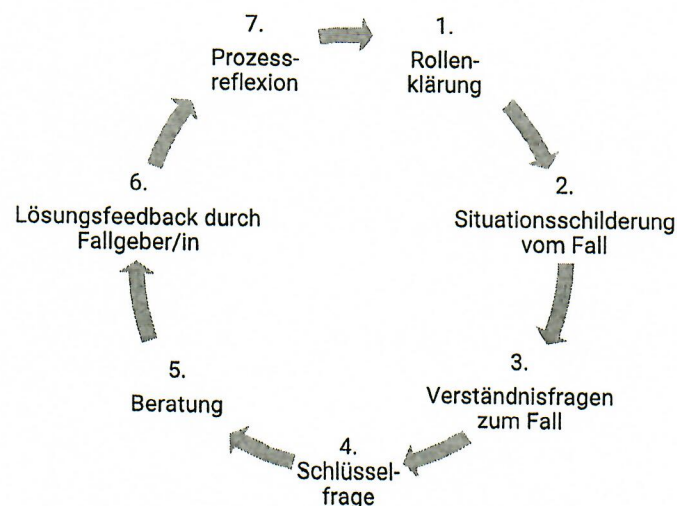 1.
Rollen-
klärung
2.
Situationsschilderung
vom Fall
3.
Verständnisfragen
zum Fall
4.
Schlüssel-
frage
5.
Beratung
6.
Lösungsfeedback durch
Fallgeber/in
7.
Prozess-
reflexion